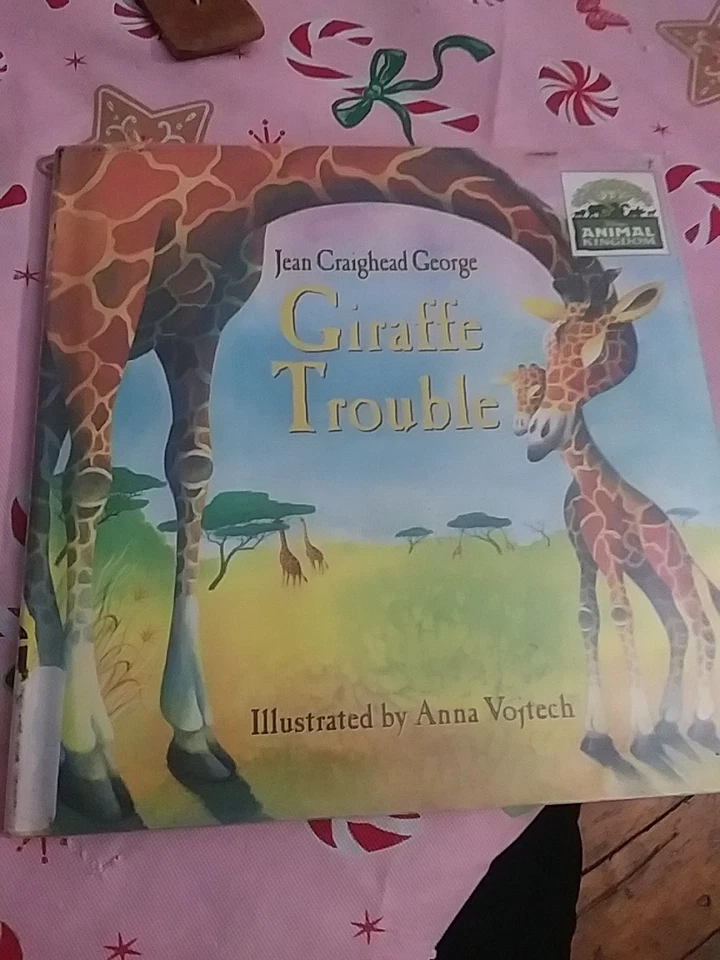 ANIMAL
KINGDOM
Jean Craighead George
Giraffe
Trouble
Illustrated by Anna Vojtech